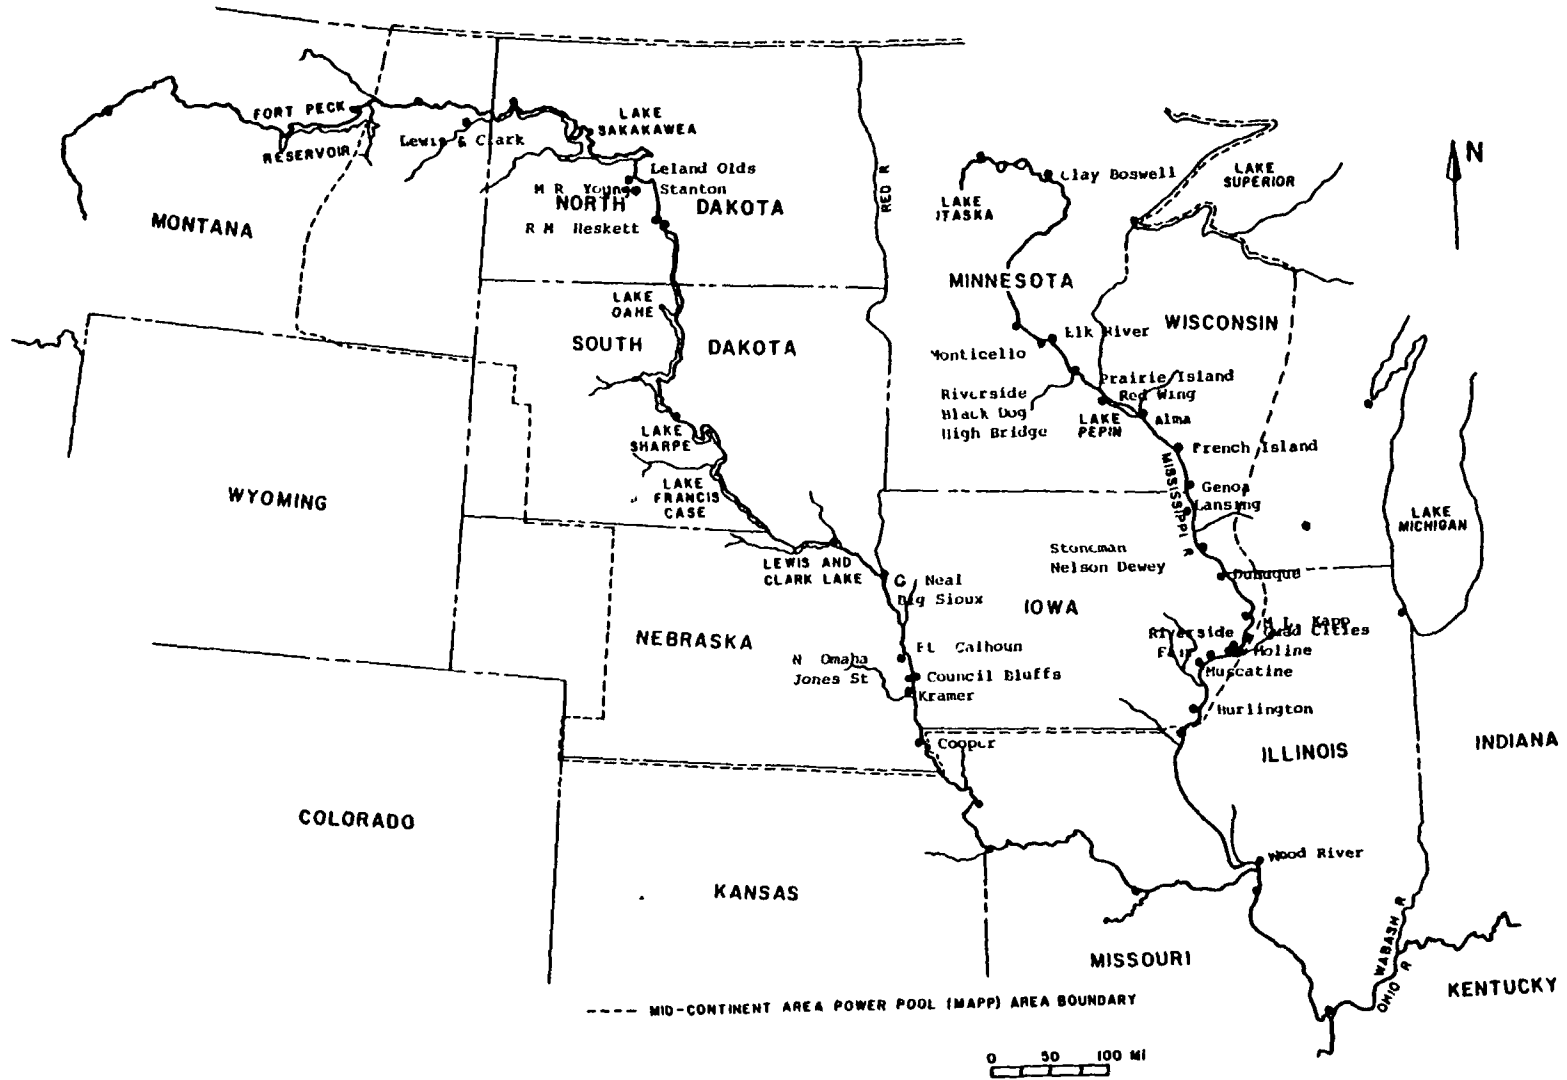 FORT PECK
RESERVOIR
Lewis & Clark
LAKE
SAKAKAWEA
Leland Olds
M R Young
Stanton
NORTH DAKOTA
R M Heskett
MONTANA
RED R
LAKE
ITASKA
Clay Boswell
LAKE
SUPERIOR
N
MINNESOTA
WISCONSIN
LAKE
OAHE
SOUTH DAKOTA
Elk River
Monticello
Prairie Island
Riverside
Black Dog
High Bridge
Red Wing
LAKE
PEPIN
Alma
LAKE
SHARPE
French Island
MISSISSIPPI R
Genoa
Lansing
LAKE
FRANCIS
CASE
WYOMING
LAKE
MICHIGAN
Stoneman
Nelson Dewey
Dubuque
LEWIS AND
CLARK LAKE
G Neal
Big Sioux
IOWA
NEBRASKA
M L. Kapp
Riverside
Quad Cities
Fair
Moline
Muscatine
Ft Calhoun
N Omaha
Jones St
Council Bluffs
Kramer
Burlington
Cooper
ILLINOIS
INDIANA
COLORADO
Wood River
KANSAS
MISSOURI
WABASH R
OHIO R
KENTUCKY
MID-CONTINENT AREA POWER POOL (MAPP) AREA BOUNDARY
0 50 100 MI